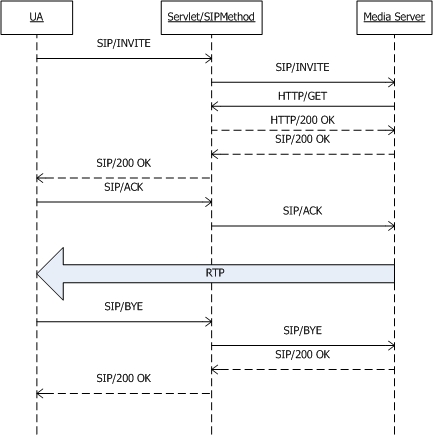 UA
Servlet/SIPMethod
Media Server
SIP/INVITE
SIP/INVITE
HTTP/GET
HTTP/200 OK
SIP/200 OK
SIP/200 OK
SIP/ACK
SIP/ACK
RTP
SIP/BYE
SIP/BYE
SIP/200 OK
SIP/200 OK